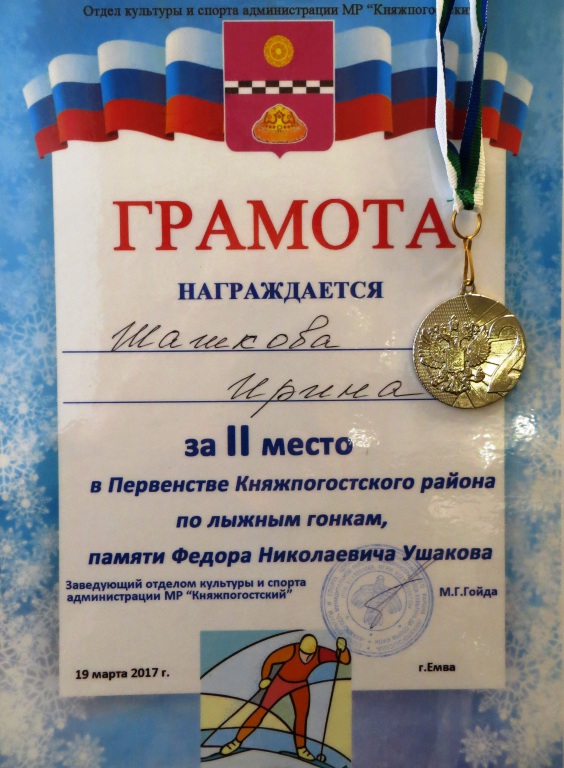 Отдел культуры и спорта администрации МР "Княжпогостский
ГРАМОТА
НАГРАЖДАЕТСЯ
Шашкова
Ирина
за II место
в Первенстве Княжпогостского района
по лыжным гонкам,
памяти Федора Николаевича Ушакова
Заведующий отделом культуры и спорта
администрации МР "Княжпогостский"
М.Г.Гойда
19 марта 2017 г.
г.Емва